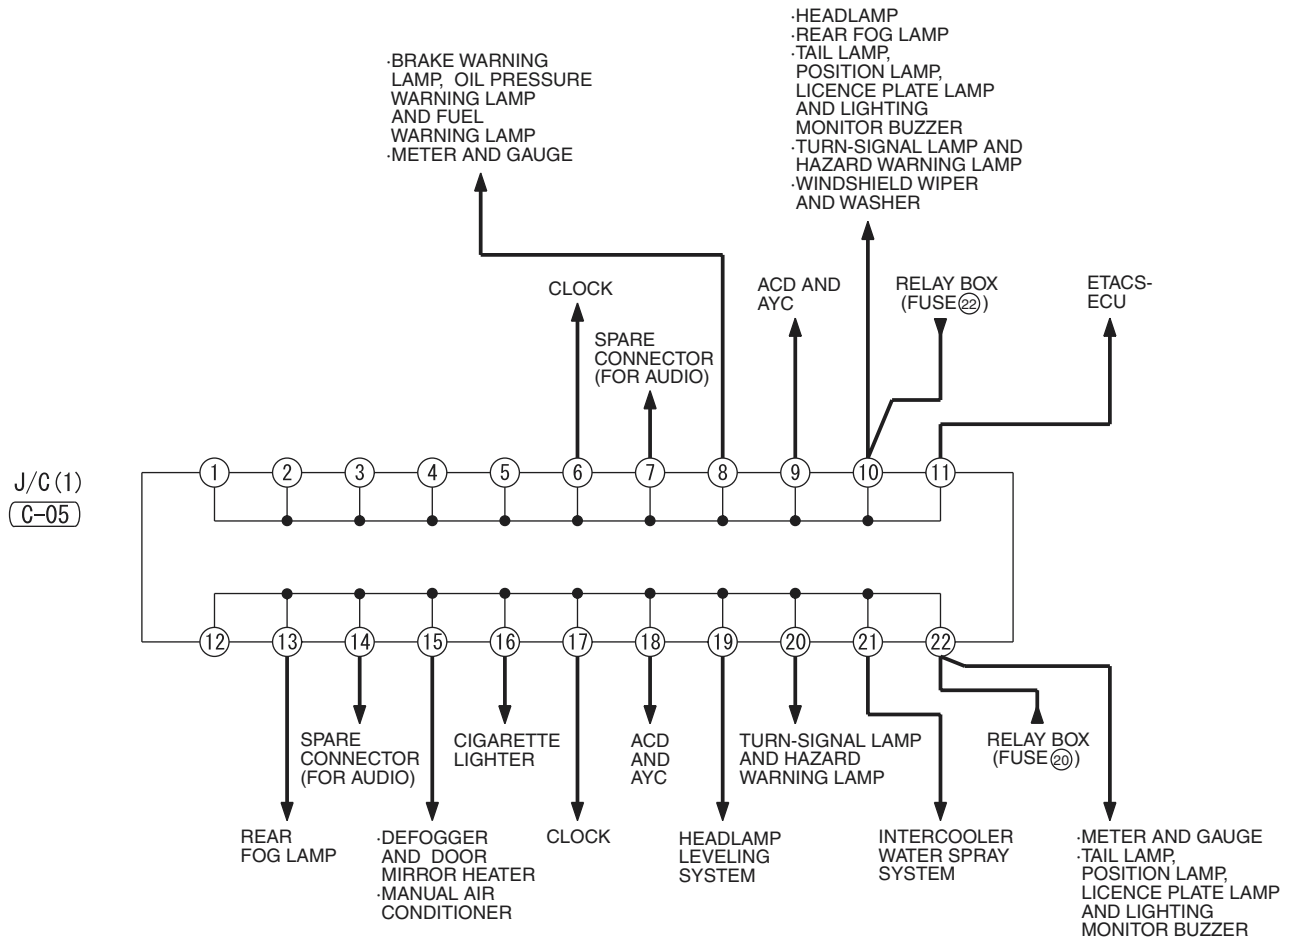 ·HEADLAMP
·REAR FOG LAMP
·TAIL LAMP,
POSITION LAMP,
LICENCE PLATE LAMP
AND LIGHTING
MONITOR BUZZER
·TURN-SIGNAL LAMP AND
HAZARD WARNING LAMP
·WINDSHIELD WIPER
AND WASHER
·BRAKE WARNING
LAMP, OIL PRESSURE
WARNING LAMP
AND FUEL
WARNING LAMP
·METER AND GAUGE
CLOCK
SPARE
CONNECTOR
(FOR AUDIO)
ACD AND
AYC
RELAY BOX
(FUSE㉒)
ETACS-
ECU
J/C(1)
C-05
1 2 3 4 5 6 7 8 9 10 11
12 13 14 15 16 17 18 19 20 21 22
SPARE
CONNECTOR
(FOR AUDIO)
CIGARETTE
LIGHTER
ACD
AND
AYC
TURN-SIGNAL LAMP
AND HAZARD
WARNING LAMP
RELAY BOX
(FUSE⑳)
REAR
FOG LAMP
·DEFOGGER
AND DOOR
MIRROR HEATER
·MANUAL AIR
CONDITIONER
CLOCK
HEADLAMP
LEVELING
SYSTEM
INTERCOOLER
WATER SPRAY
SYSTEM
·METER AND GAUGE
·TAIL LAMP,
POSITION LAMP,
LICENCE PLATE LAMP
AND LIGHTING
MONITOR BUZZER